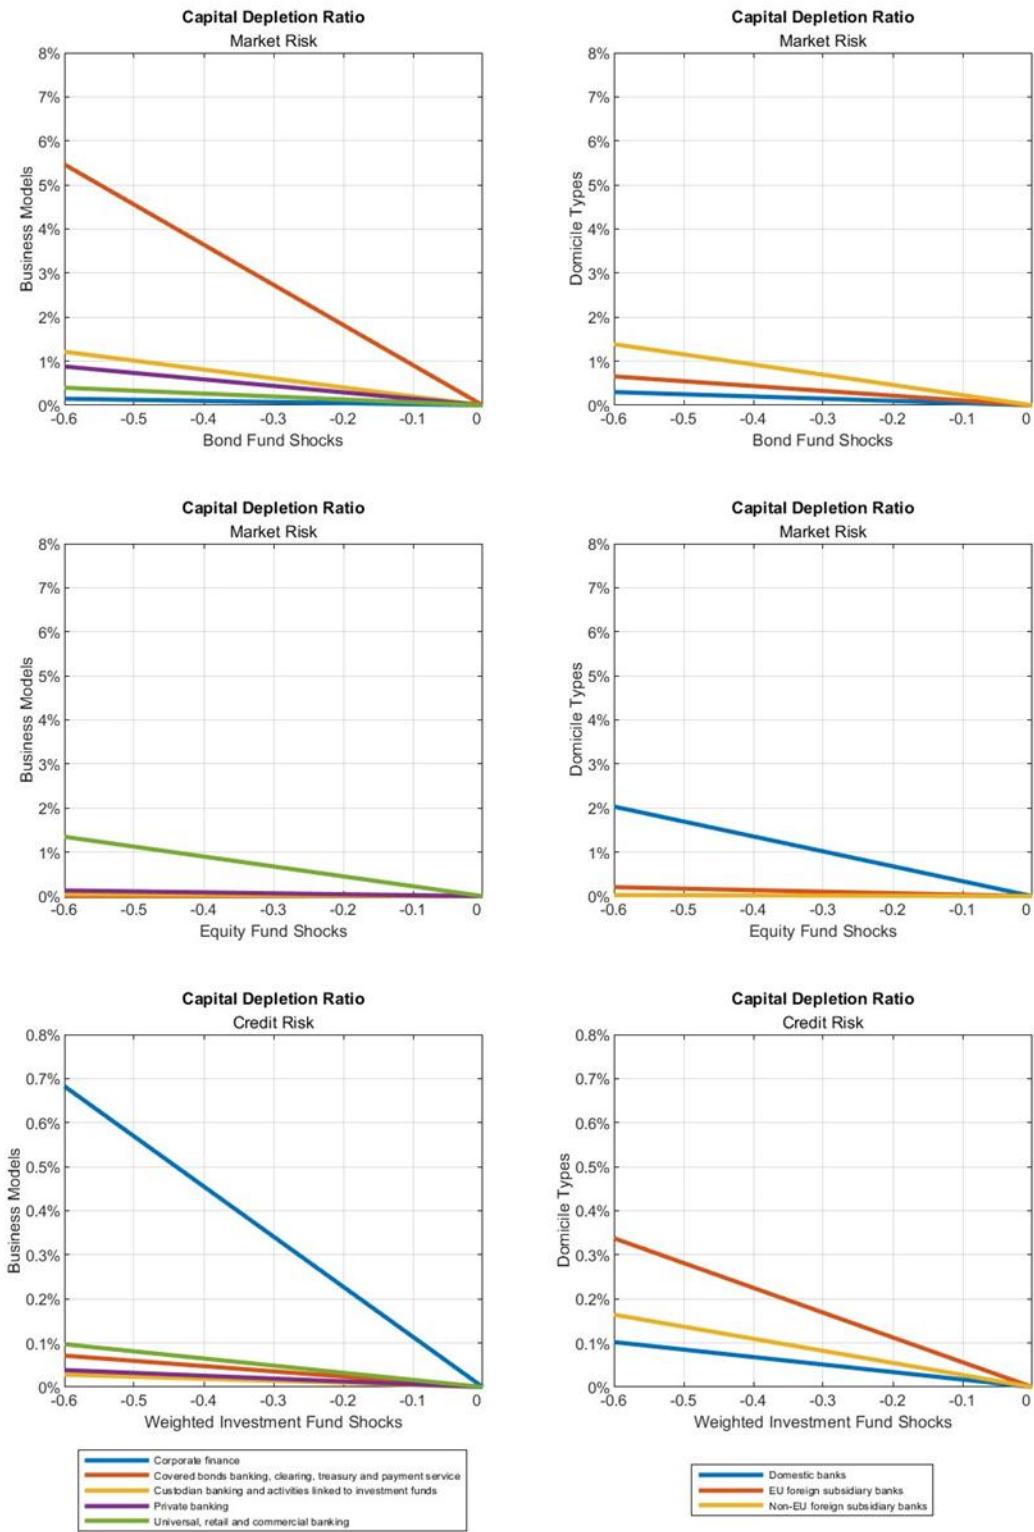 Capital Depletion Ratio
Market Risk
8%
7%
6%
5%
4%
3%
2%
1%
0%
Business Models
-0.6 -0.5 -0.4 -0.3 -0.2 -0.1 0
Bond Fund Shocks
Capital Depletion Ratio
Market Risk
8%
7%
6%
5%
4%
3%
2%
1%
0%
Domicile Types
-0.6 -0.5 -0.4 -0.3 -0.2 -0.1 0
Bond Fund Shocks
Capital Depletion Ratio
Market Risk
8%
7%
6%
5%
4%
3%
2%
1%
0%
Business Models
-0.6 -0.5 -0.4 -0.3 -0.2 -0.1 0
Equity Fund Shocks
Capital Depletion Ratio
Market Risk
8%
7%
6%
5%
4%
3%
2%
1%
0%
Domicile Types
-0.6 -0.5 -0.4 -0.3 -0.2 -0.1 0
Equity Fund Shocks
Capital Depletion Ratio
Credit Risk
0.8%
0.7%
0.6%
0.5%
0.4%
0.3%
0.2%
0.1%
0%
Business Models
-0.6 -0.5 -0.4 -0.3 -0.2 -0.1 0
Weighted Investment Fund Shocks
Capital Depletion Ratio
Credit Risk
0.8%
0.7%
0.6%
0.5%
0.4%
0.3%
0.2%
0.1%
0%
Domicile Types
-0.6 -0.5 -0.4 -0.3 -0.2 -0.1 0
Weighted Investment Fund Shocks
Corporate finance
Covered bonds banking, clearing, treasury and payment service
Custodian banking and activities linked to investment funds
Private banking
Universal, retail and commercial banking
Domestic banks
EU foreign subsidiary banks
Non-EU foreign subsidiary banks